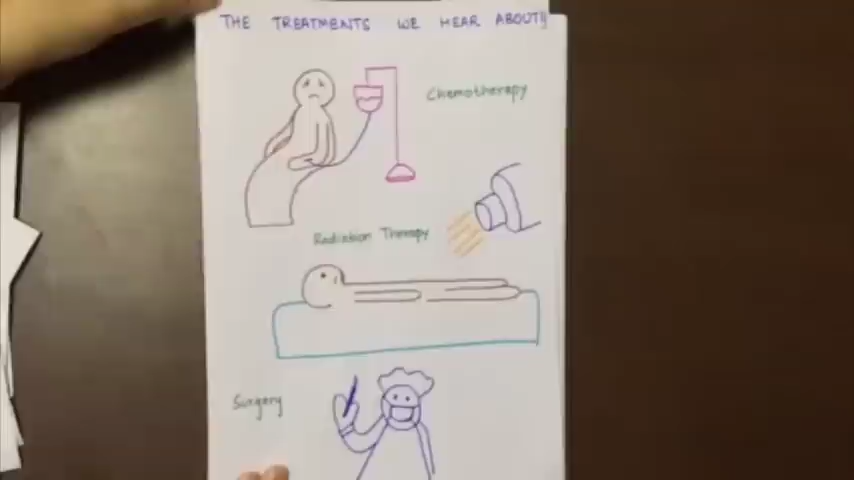 THE TREATMENTS WE HEAR ABOUT!!
Chemotherapy
Radiation Therapy
Surgery